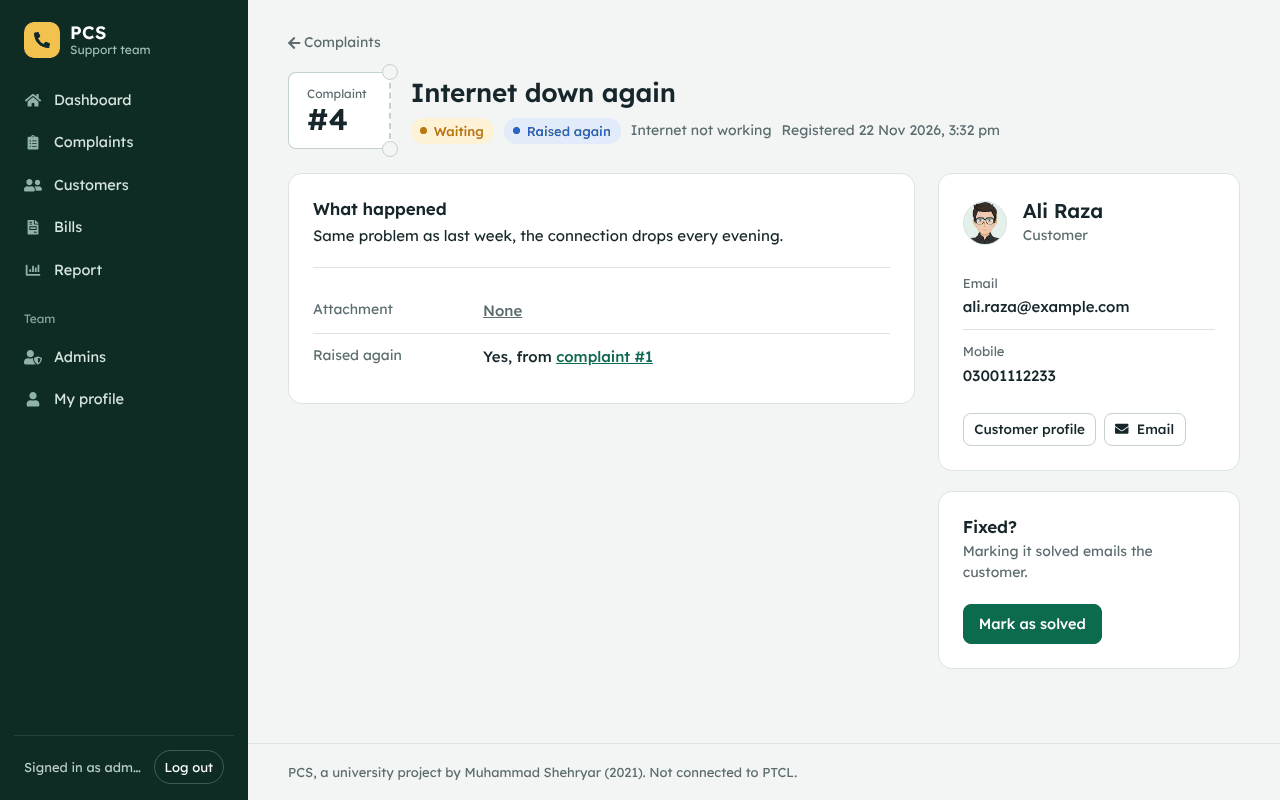 PCS
Support team
Dashboard
Complaints
Customers
Bills
Report
Team
Admins
My profile
Signed in as adm…
Log out
Complaints
Complaint
#4
Internet down again
Waiting
Raised again
Internet not working
Registered 22 Nov 2026, 3:32 pm
What happened
Same problem as last week, the connection drops every evening.
Attachment
None
Raised again
Yes, from complaint #1
Ali Raza
Customer
Email
ali.raza@example.com
Mobile
03001112233
Customer profile
Email
Fixed?
Marking it solved emails the
customer.
Mark as solved
PCS, a university project by Muhammad Shehryar (2021). Not connected to PTCL.